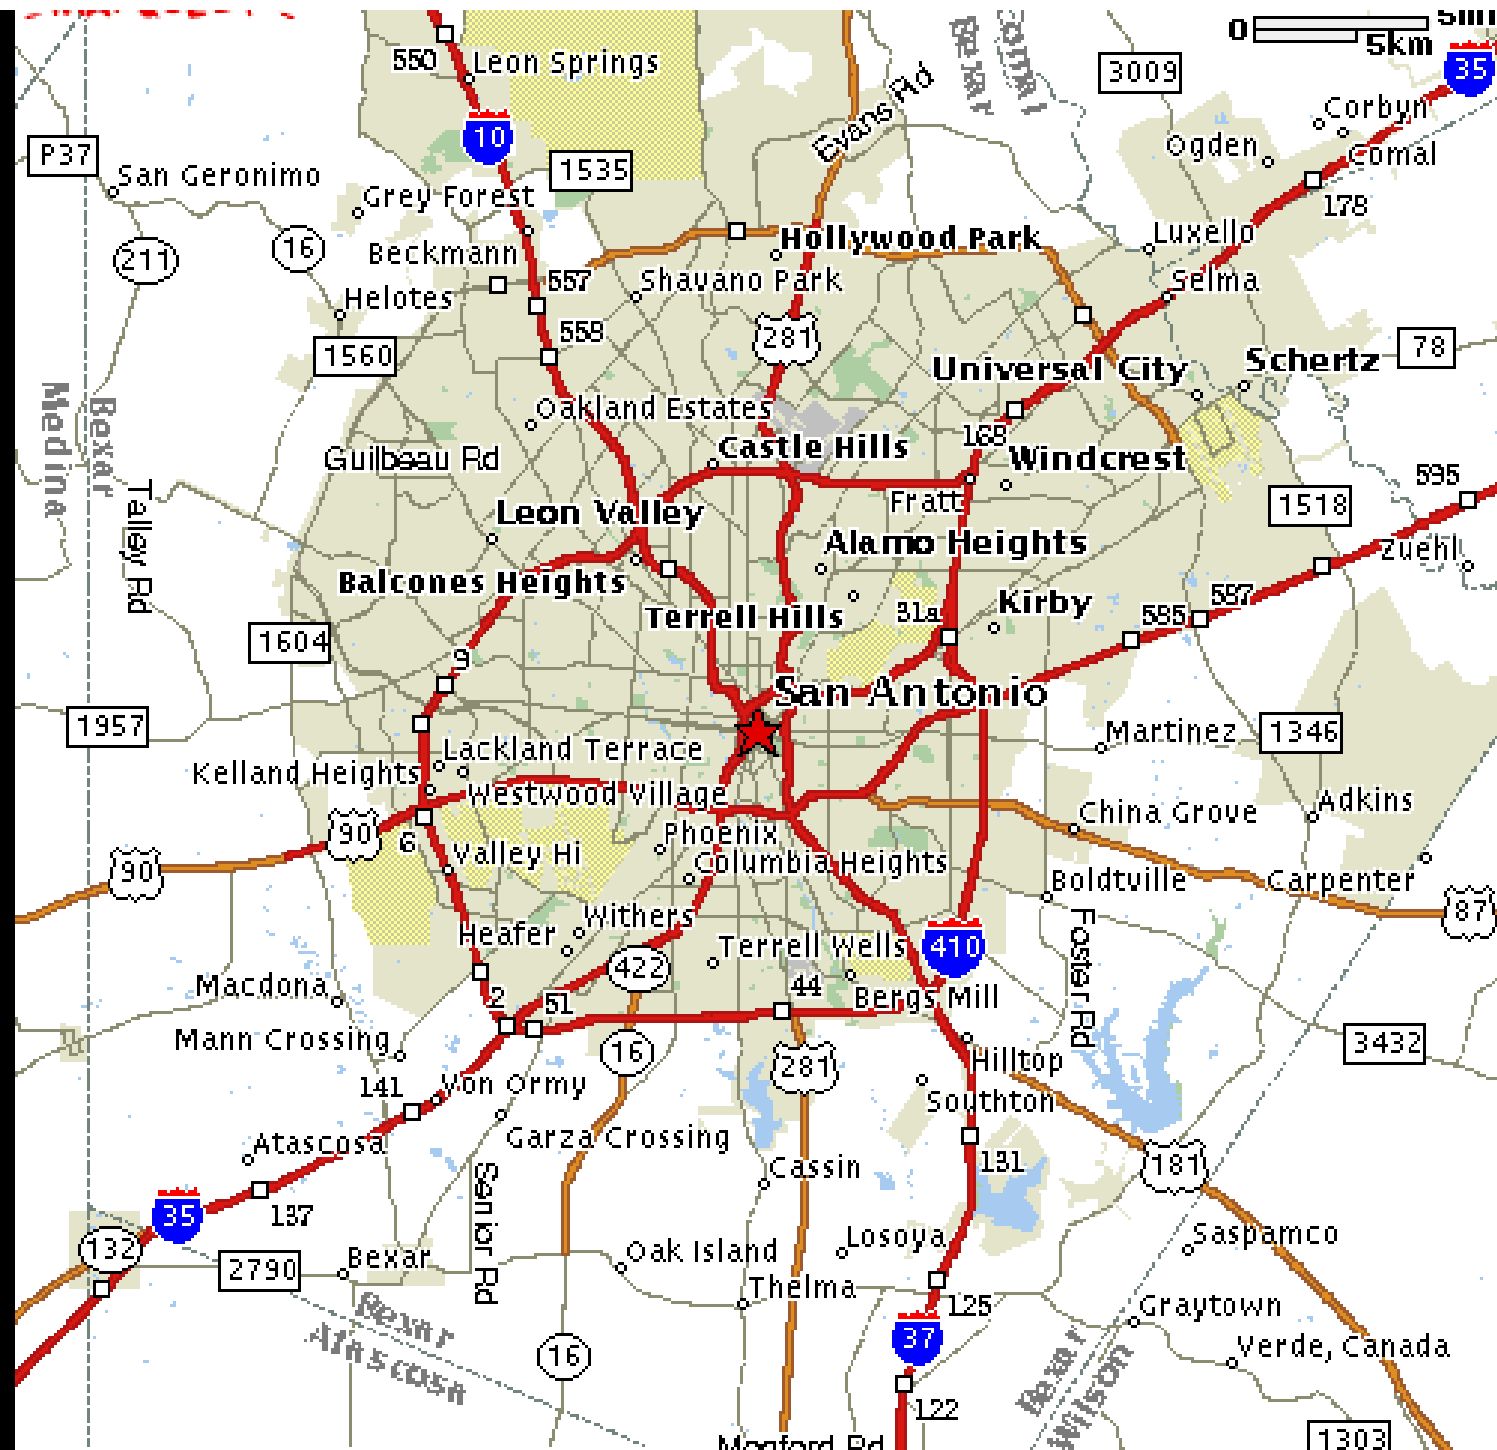 0
5mi
5km
550
Leon Springs
10
Evans Rd
Comal
Bexar
3009
35
Corbyn
Ogden
Comal
P37
San Geronimo
1535
Grey Forest
178
16
211
Beckmann
Hollywood Park
Luxello
557
Shavano Park
Selma
Helotes
558
281
1560
Universal City
Schertz
78
Medina
Bexar
Oakland Estates
169
Castle Hills
Guilbeau Rd
Windcrest
595
Talley Rd
Fratt
1518
Leon Valley
Alamo Heights
Zuehl
Balcones Heights
Terrell Hills
31a
Kirby
585
587
1604
9
San Antonio
1957
Martinez
1346
Lackland Terrace
Kelland Heights
Westwood Village
Adkins
China Grove
90
6
Phoenix
90
Valley Hi
Columbia Heights
Boldtville
Carpenter
87
Withers
Heafer
Terrell Wells
410
Foster Rd
422
Macdona
2
51
44
Bergs Mill
Mann Crossing
16
281
Hilltop
3432
141
Von Ormy
Southton
Garza Crossing
Atascosa
Cassin
131
181
35
137
Senior Rd
132
2790
Bexar
Oak Island
Losoya
Saspamco
Thelma
125
Graytown
Bexar
Atascosa
37
Verde, Canada
16
Bexar
Wilson
122
1303